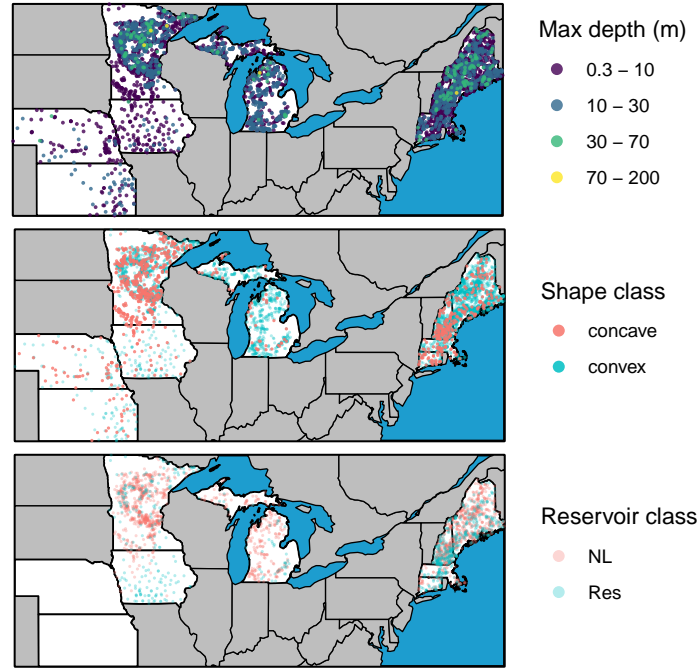 Max depth (m)
0.3 – 10
10 – 30
30 – 70
70 – 200
Shape class
concave
convex
Reservoir class
NL
Res